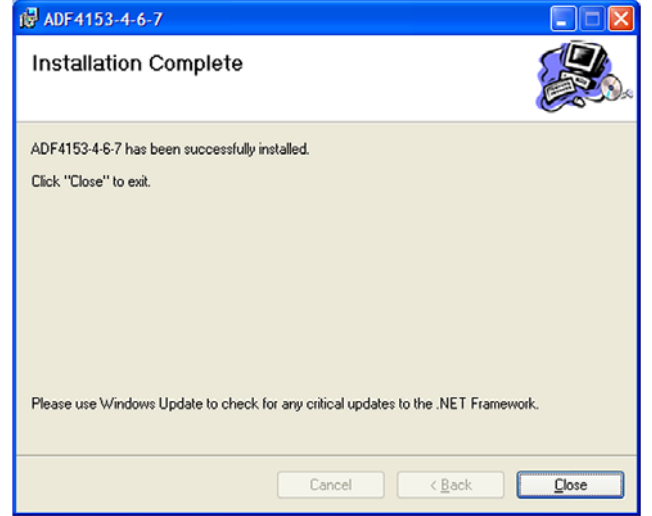 ADF4153-4-6-7
Installation Complete
ADF4153-4-6-7 has been successfully installed.
Click "Close" to exit.
Please use Windows Update to check for any critical updates to the .NET Framework.
Cancel
< Back
Close